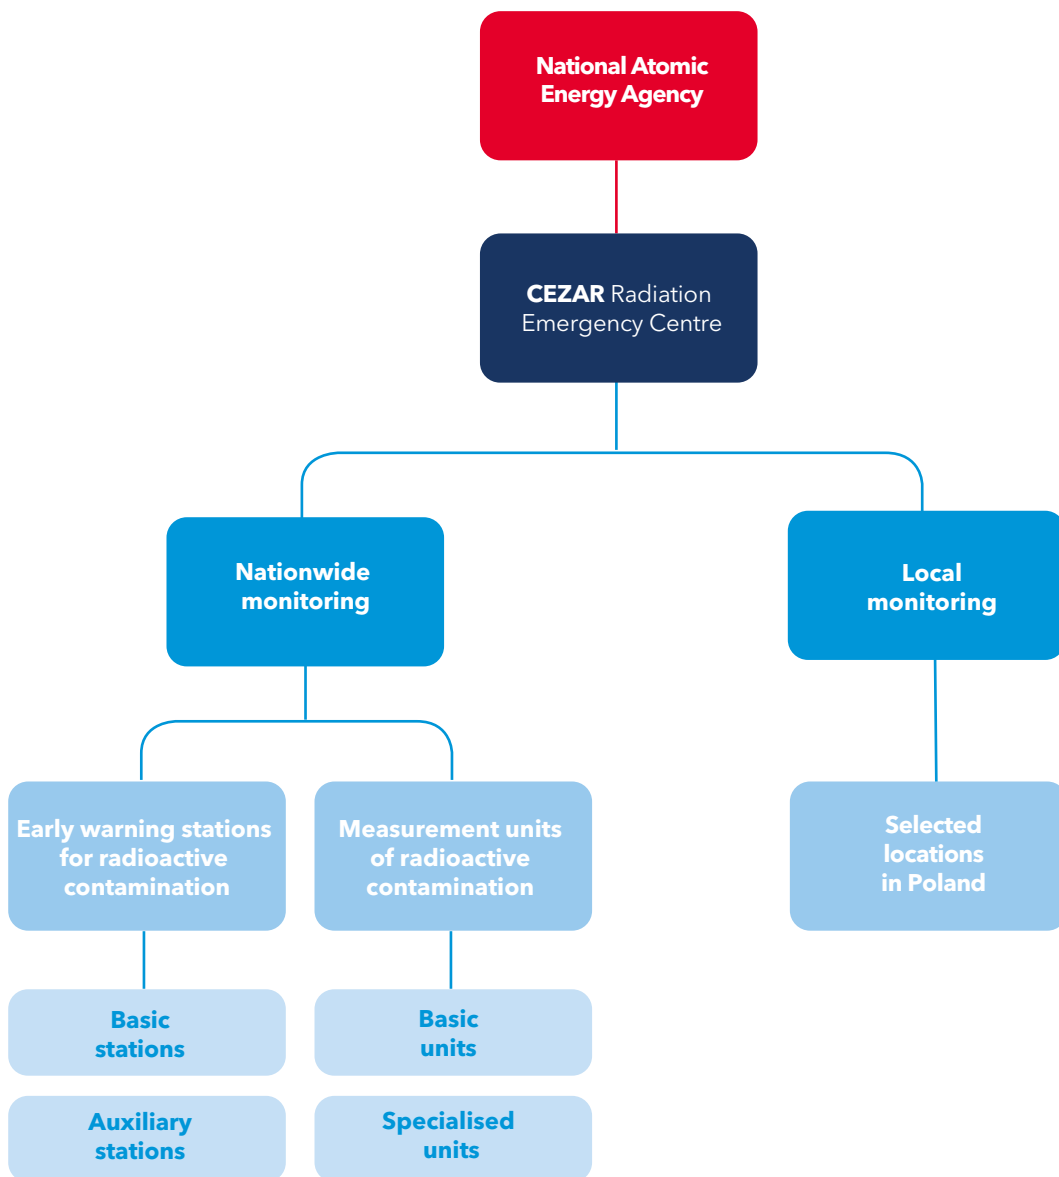 National Atomic
Energy Agency
CEZAR Radiation
Emergency Centre
Nationwide
monitoring
Local
monitoring
Early warning stations
for radioactive
contamination
Measurement units
of radioactive
contamination
Selected
locations
in Poland
Basic
stations
Basic
units
Auxiliary
stations
Specialised
units